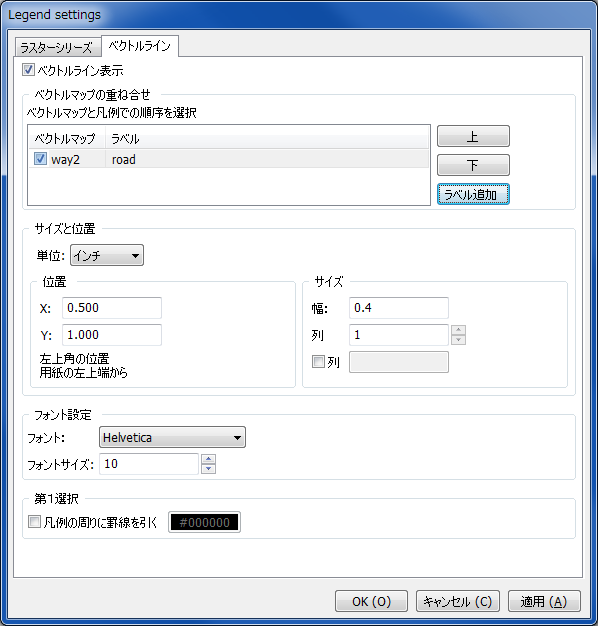 Legend settings
ラスターシリーズ ベクトルライン
ベクトルライン表示
ベクトルマップの重ね合せ
ベクトルマップと凡例での順序を選択
ベクトルマップ ラベル
way2 road
上
下
ラベル追加
サイズと位置
単位: インチ
位置
X: 0.500
Y: 1.000
左上角の位置
用紙の左上端から
サイズ
幅: 0.4
列 1
列
フォント設定
フォント: Helvetica
フォントサイズ: 10
第1選択
凡例の周りに罫線を引く #000000
OK (O) キャンセル (C) 適用 (A)